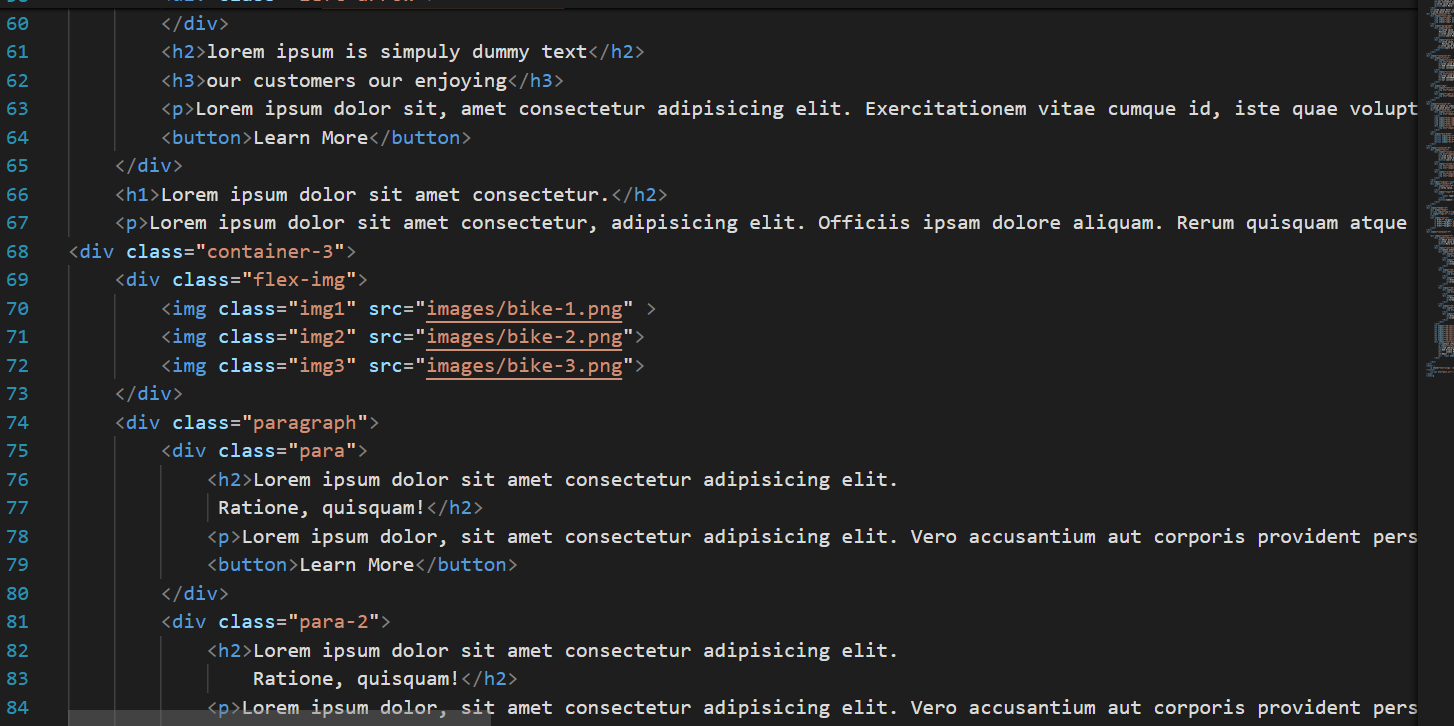 60 </div>
61 <h2>lorem ipsum is simpuly dummy text</h2>
62 <h3>our customers our enjoying</h3>
63 <p>Lorem ipsum dolor sit, amet consectetur adipisicing elit. Exercitationem vitae cumque id, iste quae volupt
64 <button>Learn More</button>
65 </div>
66 <h1>Lorem ipsum dolor sit amet consectetur.</h2>
67 <p>Lorem ipsum dolor sit amet consectetur, adipisicing elit. Officiis ipsam dolore aliquam. Rerum quisquam atque
68 <div class="container-3">
69 <div class="flex-img">
70 <img class="img1" src="images/bike-1.png" >
71 <img class="img2" src="images/bike-2.png">
72 <img class="img3" src="images/bike-3.png">
73 </div>
74 <div class="paragraph">
75 <div class="para">
76 <h2>Lorem ipsum dolor sit amet consectetur adipisicing elit.
77 Ratione, quisquam!</h2>
78 <p>Lorem ipsum dolor, sit amet consectetur adipisicing elit. Vero accusantium aut corporis provident pers
79 <button>Learn More</button>
80 </div>
81 <div class="para-2">
82 <h2>Lorem ipsum dolor sit amet consectetur adipisicing elit.
83 Ratione, quisquam!</h2>
84 <p>Lorem ipsum dolor, sit amet consectetur adipisicing elit. Vero accusantium aut corporis provident pers